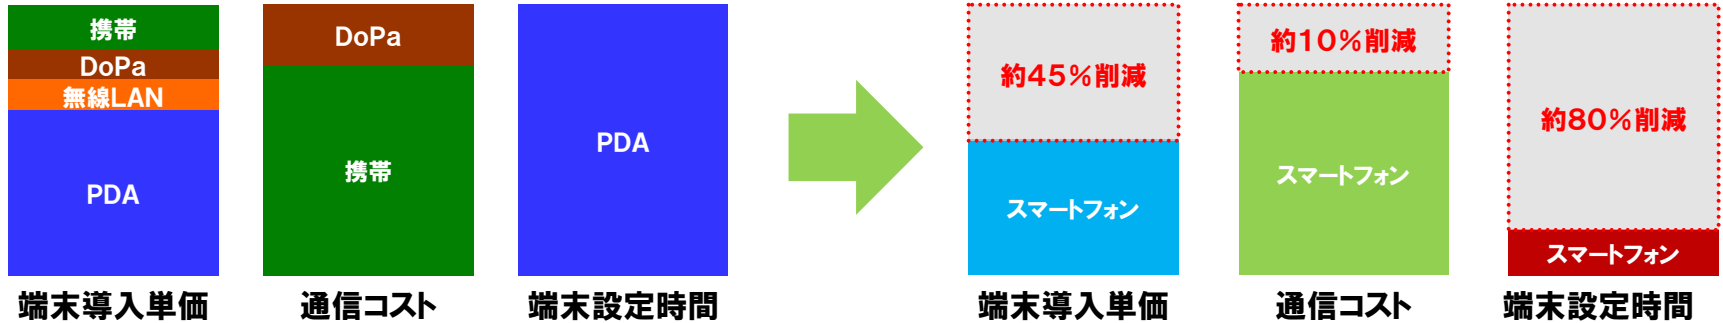 携帯
DoPa
無線LAN
PDA
端末導入単価
DoPa
携帯
通信コスト
PDA
端末設定時間
約45%削減
スマートフォン
端末導入単価
約10%削減
スマートフォン
通信コスト
約80%削減
スマートフォン
端末設定時間